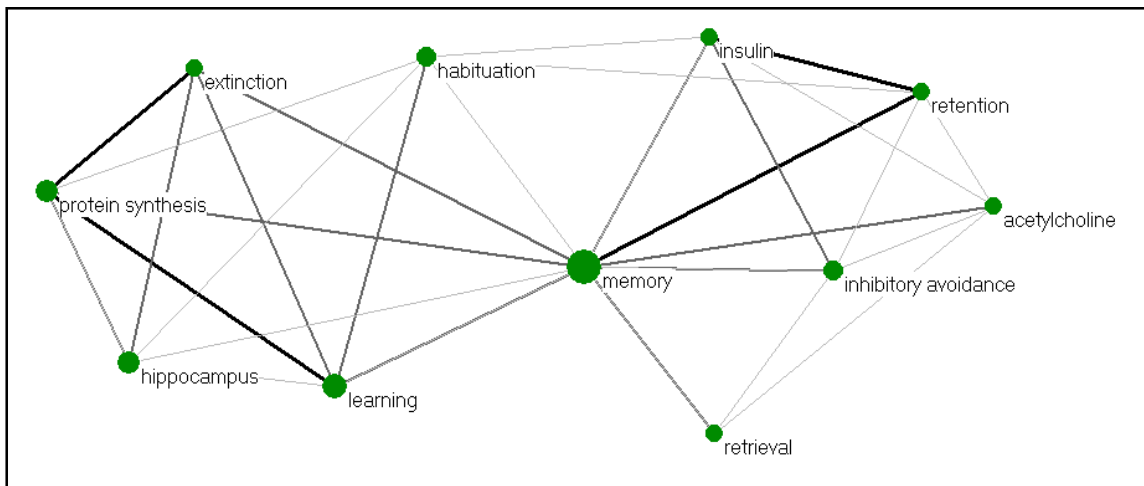 insulin
habituation
extinction
retention
protein synthesis
acetylcholine
memory
inhibitory avoidance
hippocampus
learning
retrieval